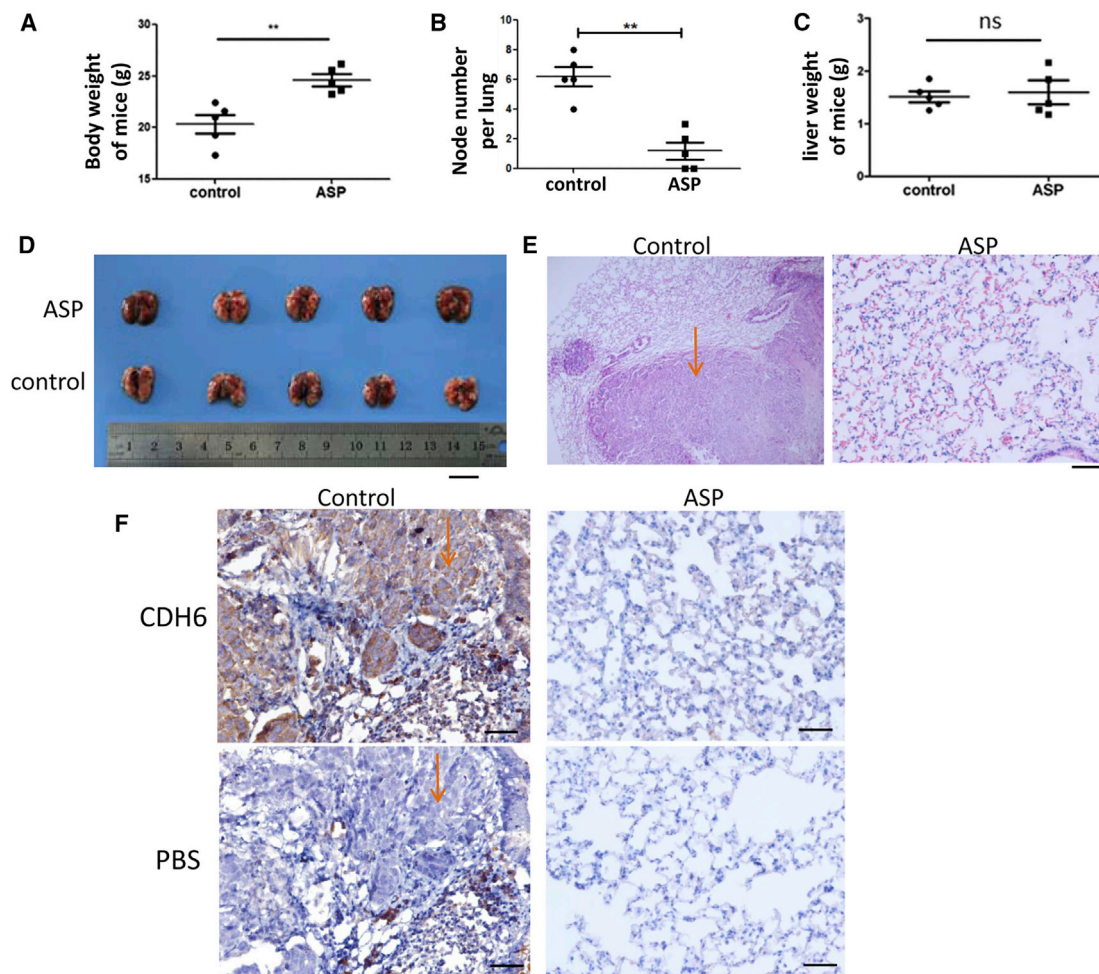 A
Body weight
of mice (g)
30
25
20
15
**
control
ASP
B
Node number
per lung
10
8
6
4
2
0
**
control
ASP
C
liver weight
of mice (g)
3
2
1
0
ns
control
ASP
D
ASP
control
1 2 3 4 5 6 7 8 9 10 11 12 13 14 15
E
Control
ASP
F
Control
ASP
CDH6
PBS